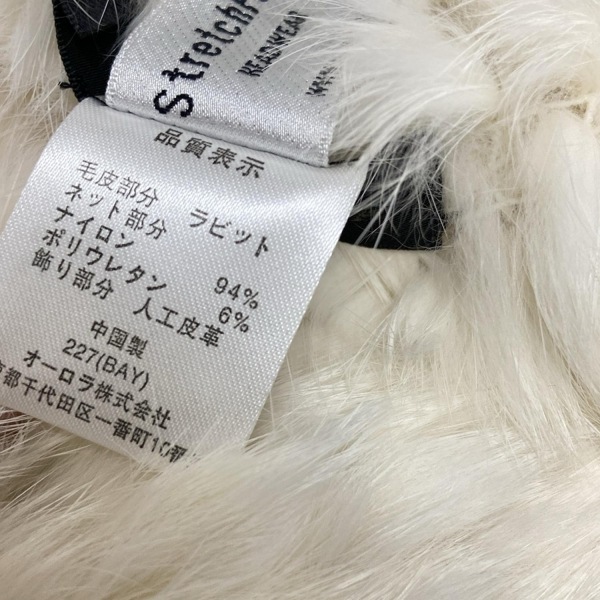 Stretch
HEADWEAR
品質表示
毛皮部分 ラビット
ネット部分
ナイロン 94%
ポリウレタン 6%
飾り部分 人工皮革
中国製
227(BAY)
オーロラ株式会社
都千代田区一番町10